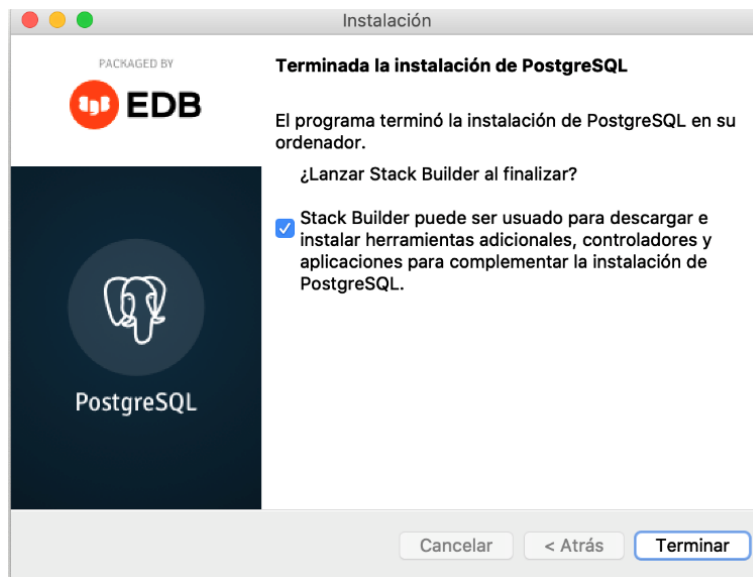 Instalación
PACKAGED BY
EDB
Terminada la instalación de PostgreSQL
El programa terminó la instalación de PostgreSQL en su
ordenador.
¿Lanzar Stack Builder al finalizar?
Stack Builder puede ser usado para descargar e
instalar herramientas adicionales, controladores y
aplicaciones para complementar la instalación de
PostgreSQL.
PostgreSQL
Cancelar
< Atrás
Terminar